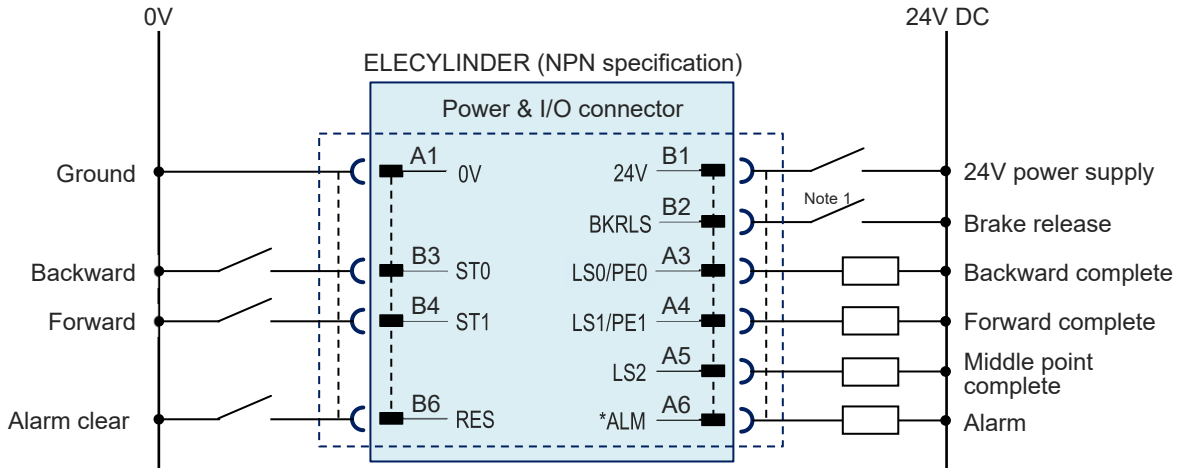 0V
24V DC
ELECYLINDER (NPN specification)
Power & I/O connector
Ground
A1
0V
B1
24V
24V power supply
Note 1
B2
BKRLS
Brake release
Backward
B3
ST0
A3
LS0/PE0
Backward complete
Forward
B4
ST1
A4
LS1/PE1
Forward complete
A5
LS2
Middle point
complete
Alarm clear
B6
RES
A6
*ALM
Alarm